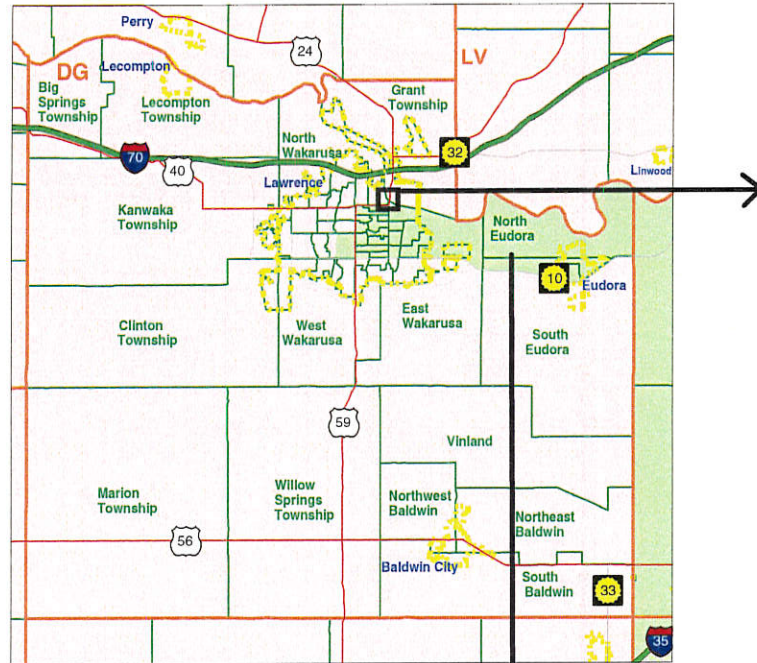 Perry
24
DG
Lecompton
LV
Big
Springs
Township
Lecompton
Township
Grant
Township
North
Wakarusa
32
70
40
Lawrence
Linwood
Kanwaka
Township
North
Eudora
10
Eudora
Clinton
Township
West
Wakarusa
East
Wakarusa
South
Eudora
59
Vinland
Marion
Township
Willow
Springs
Township
Northwest
Baldwin
Northeast
Baldwin
56
Baldwin City
South
Baldwin
33
35